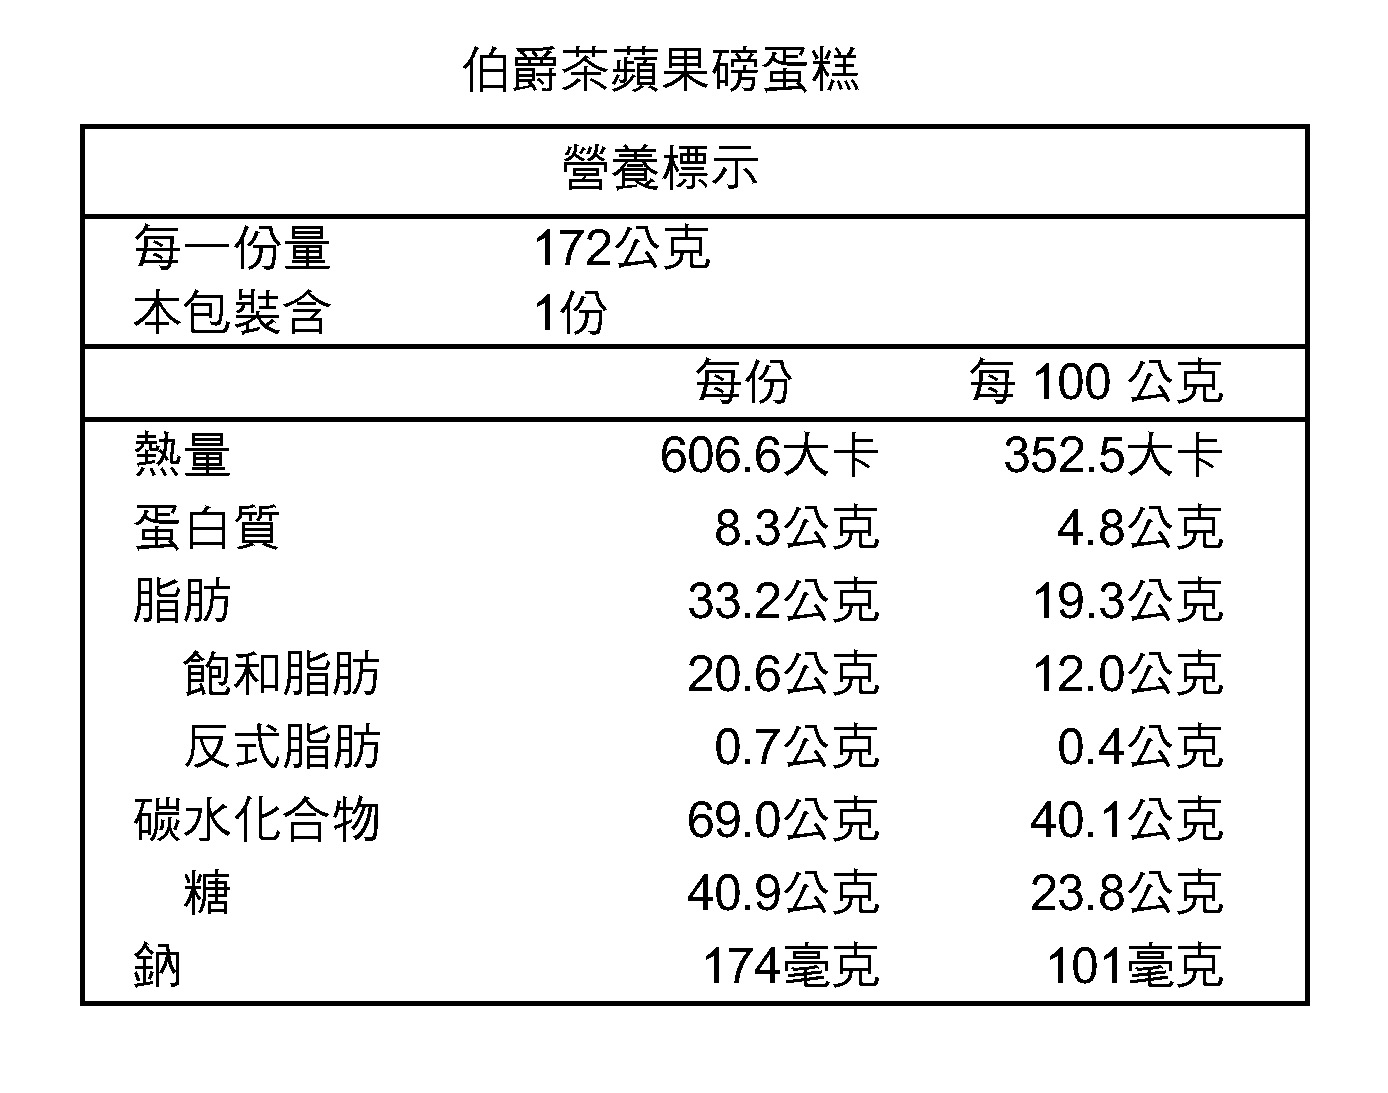 伯爵茶蘋果磅蛋糕
營養標示
每一份量 172公克
本包裝含 1份
每份 每 100 公克
熱量 606.6大卡 352.5大卡
蛋白質 8.3公克 4.8公克
脂肪 33.2公克 19.3公克
飽和脂肪 20.6公克 12.0公克
反式脂肪 0.7公克 0.4公克
碳水化合物 69.0公克 40.1公克
糖 40.9公克 23.8公克
鈉 174毫克 101毫克